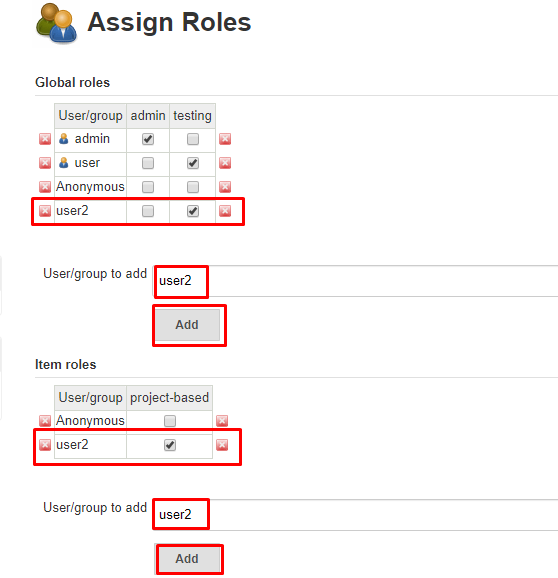 Assign Roles
Global roles
User/group admin testing
admin
user
Anonymous
user2
User/group to add user2
Add
Item roles
User/group project-based
Anonymous
user2
User/group to add user2
Add